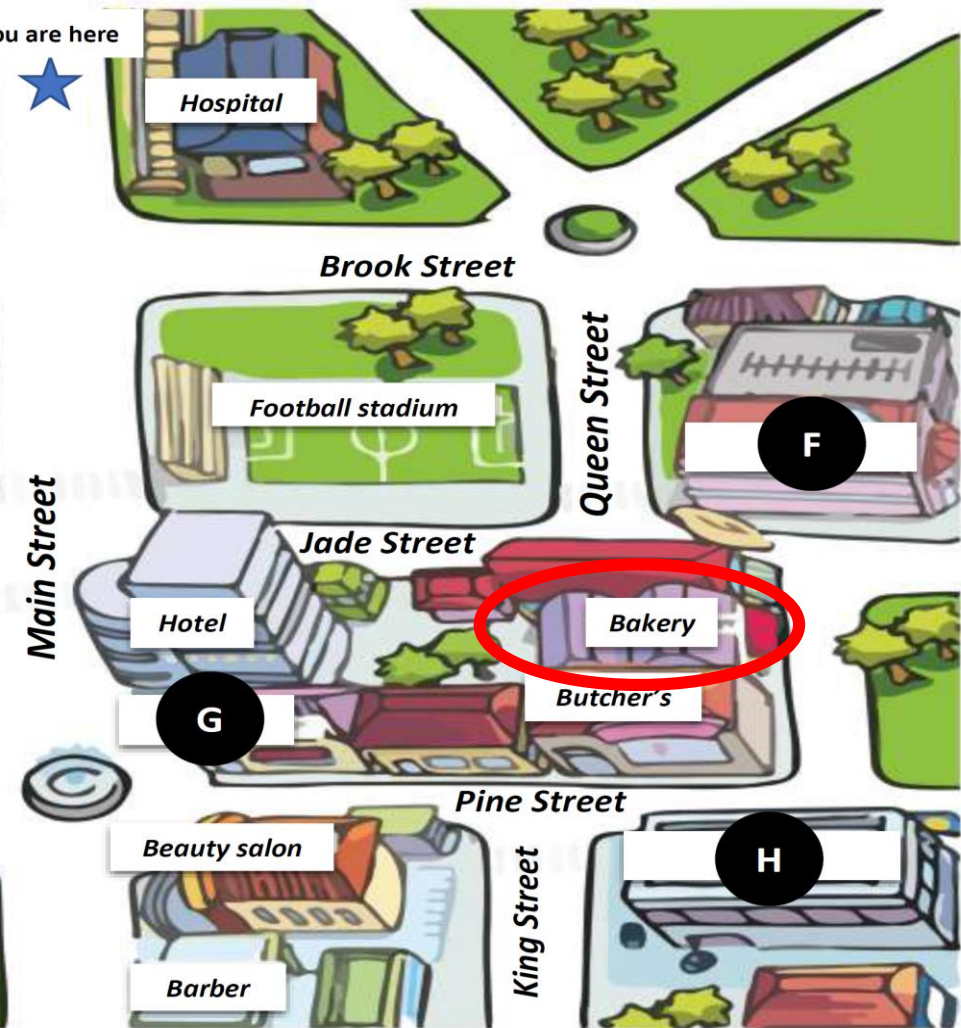 ou are here
Hospital
Brook Street
Queen Street
Football stadium
F
Main Street
Jade Street
Hotel
Bakery
G
Butcher's
Pine Street
Beauty salon
H
King Street
Barber